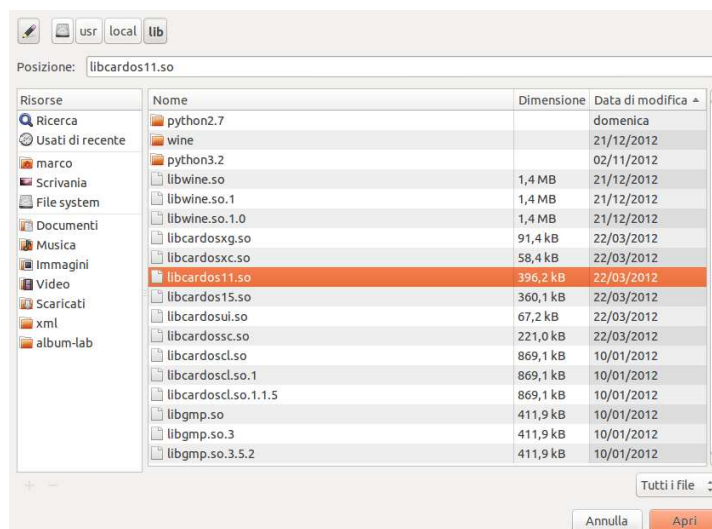 usr local lib
Posizione: libcardos11.so
Risorse
Ricerca
Usati di recente
marco
Scrivania
File system
Documenti
Musica
Immagini
Video
Scaricati
xml
album-lab
Nome Dimensione Data di modifica
python2.7 domenica
wine 21/12/2012
python3.2 02/11/2012
libwine.so 1,4 MB 21/12/2012
libwine.so.1 1,4 MB 21/12/2012
libwine.so.1.0 1,4 MB 21/12/2012
libcardosxg.so 91,4 kB 22/03/2012
libcardosxc.so 58,4 kB 22/03/2012
libcardos11.so 396,2 kB 22/03/2012
libcardos15.so 360,1 kB 22/03/2012
libcardosui.so 67,2 kB 22/03/2012
libcardossc.so 221,0 kB 22/03/2012
libcardoscl.so 869,1 kB 10/01/2012
libcardoscl.so.1 869,1 kB 10/01/2012
libcardoscl.so.1.1.5 869,1 kB 10/01/2012
libgmp.so 411,9 kB 10/01/2012
libgmp.so.3 411,9 kB 10/01/2012
libgmp.so.3.5.2 411,9 kB 10/01/2012
Tutti i file
Annulla Apri